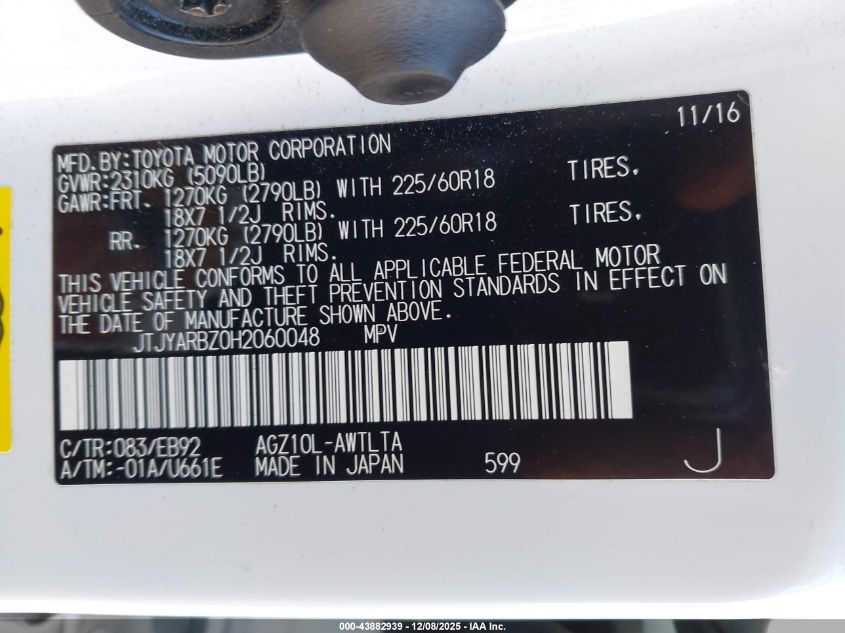 11/16
MFD.BY:TOYOTA MOTOR CORPORATION
GVWR:2310KG (5090LB)
GAWR:FRT. 1270KG (2790LB) WITH 225/60R18 TIRES,
18X7 1/2J RIMS.
RR. 1270KG (2790LB) WITH 225/60R18 TIRES,
18X7 1/2J RIMS.
THIS VEHICLE CONFORMS TO ALL APPLICABLE FEDERAL MOTOR
VEHICLE SAFETY AND THEFT PREVENTION STANDARDS IN EFFECT ON
THE DATE OF MANUFACTURE SHOWN ABOVE.
JTJYARBZ0H2060048 MPV
C/TR:083/EB92 AGZ10L-AWTLTA
A/TM:-01A/U661E MADE IN JAPAN 599 J
000-43882939 - 12/08/2025 - IAA Inc.